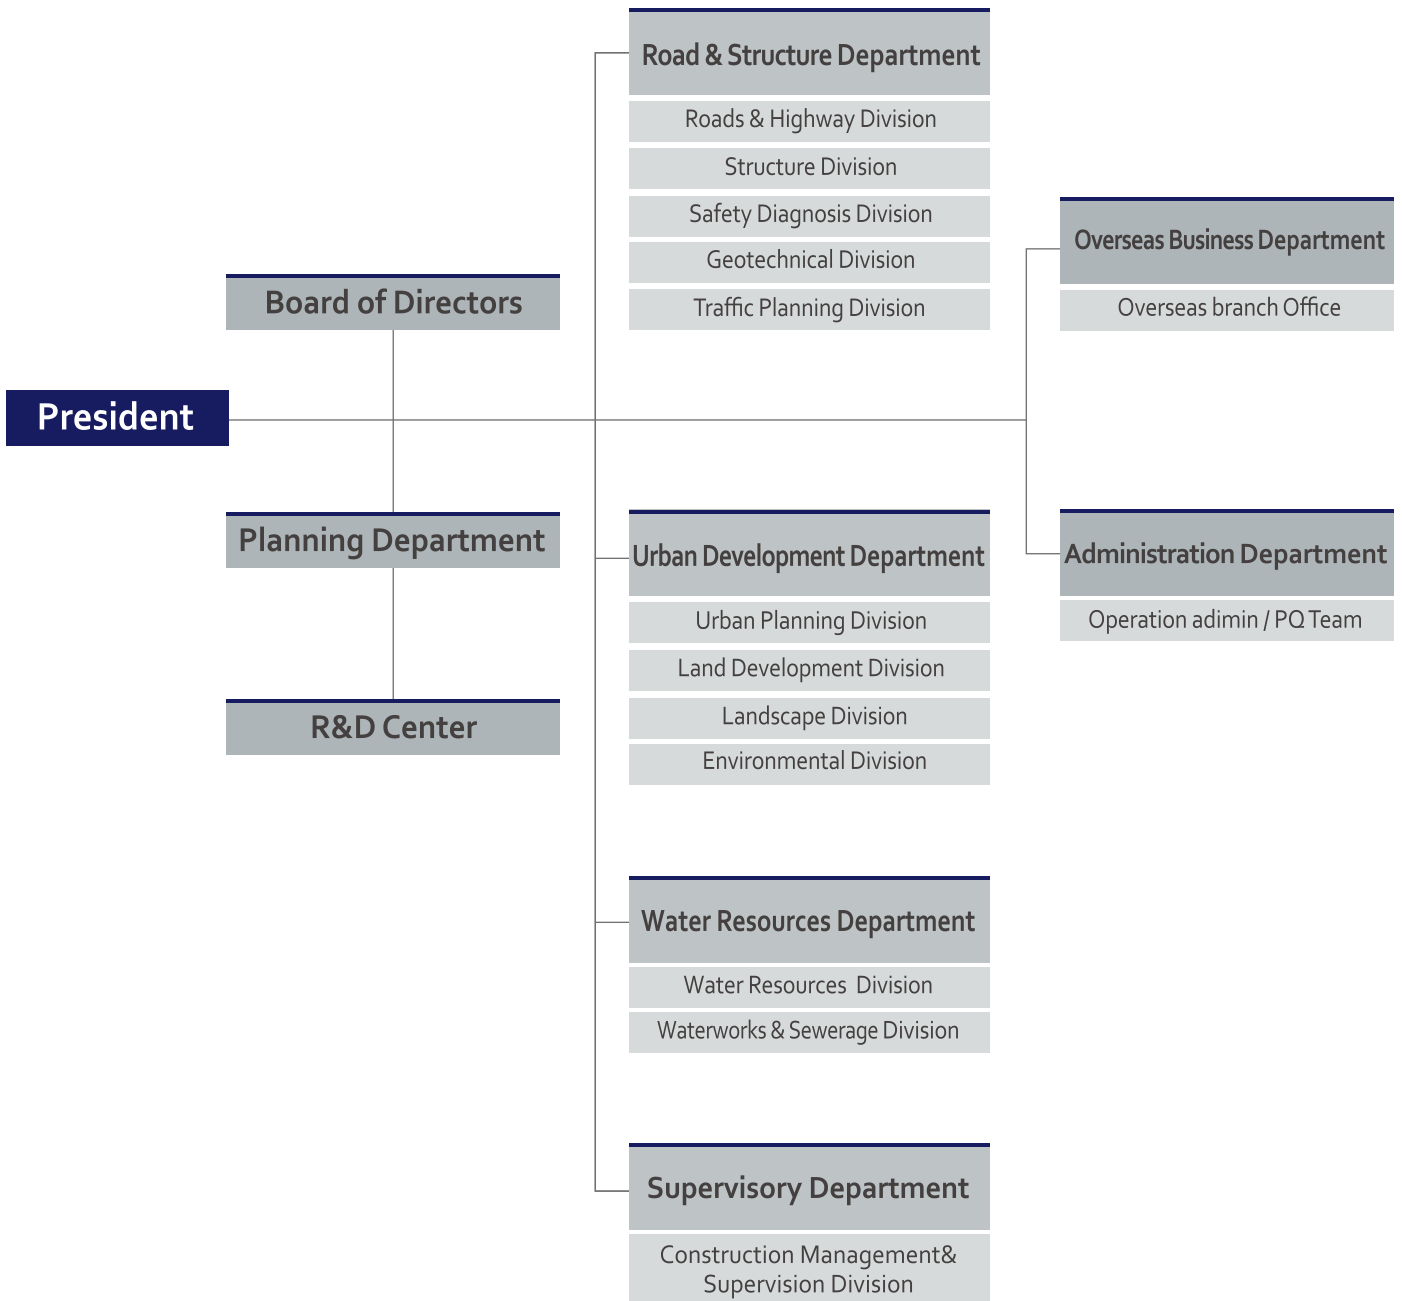 President
Board of Directors
Planning Department
R&D Center
Road & Structure Department
Roads & Highway Division
Structure Division
Safety Diagnosis Division
Geotechnical Division
Traffic Planning Division
Urban Development Department
Urban Planning Division
Land Development Division
Landscape Division
Environmental Division
Water Resources Department
Water Resources  Division
Waterworks & Sewerage Division
Supervisory Department
Construction Management&
Supervision Division
Overseas Business Department
Overseas branch Office
Administration Department
Operation adimin / PQ Team